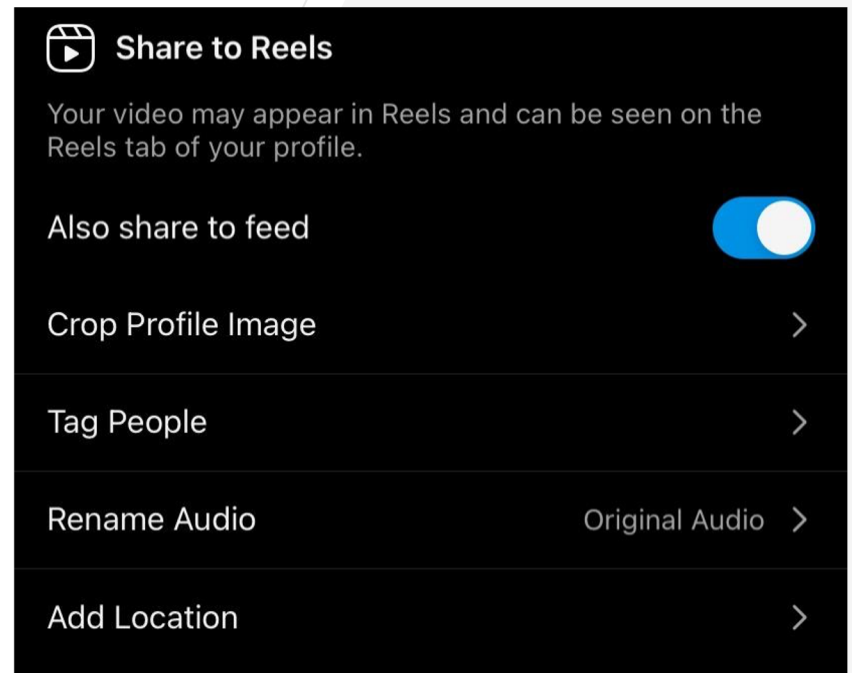 Share to Reels
Your video may appear in Reels and can be seen on the
Reels tab of your profile.
Also share to feed
Crop Profile Image
Tag People
Rename Audio Original Audio
Add Location